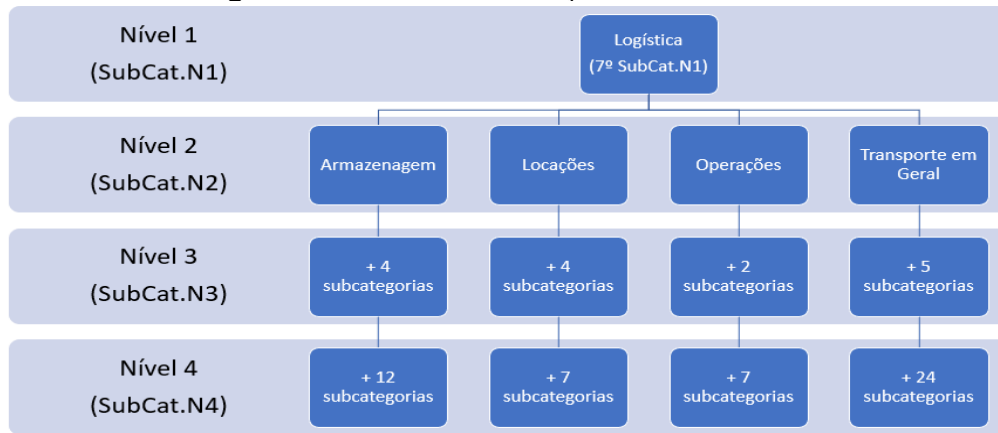 Nível 1
(SubCat.N1)
Logística
(7º SubCat.N1)
Nível 2
(SubCat.N2)
Armazenagem
Locações
Operações
Transporte em
Geral
Nível 3
(SubCat.N3)
+ 4
subcategorias
+ 4
subcategorias
+ 2
subcategorias
+ 5
subcategorias
Nível 4
(SubCat.N4)
+ 12
subcategorias
+ 7
subcategorias
+ 7
subcategorias
+ 24
subcategorias